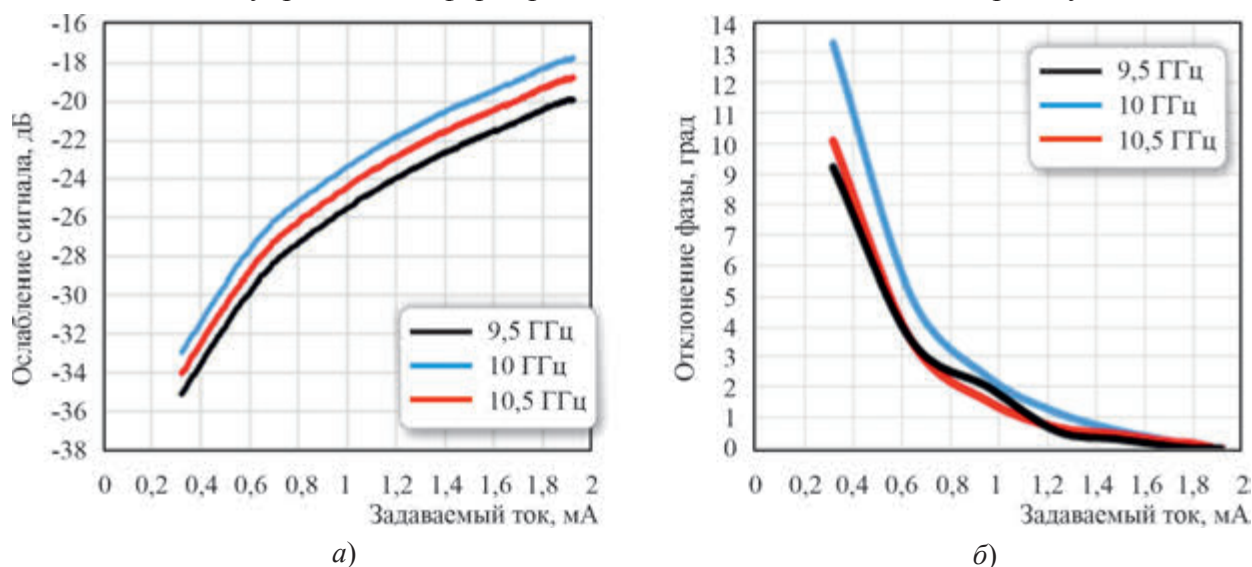 -16
-18
-20
-22
-24
-26
-28
-30
-32
-34
-36
-38
Ослабление сигнала, дБ
9,5 ГГц
10 ГГц
10,5 ГГц
0 0,2 0,4 0,6 0,8 1 1,2 1,4 1,6 1,8 2
Задаваемый ток, мА
а)
14
13
12
11
10
9
8
7
6
5
4
3
2
1
0
Отклонение фазы, град
9,5 ГГц
10 ГГц
10,5 ГГц
0 0,2 0,4 0,6 0,8 1 1,2 1,4 1,6 1,8 2
Задаваемый ток, мА
б)